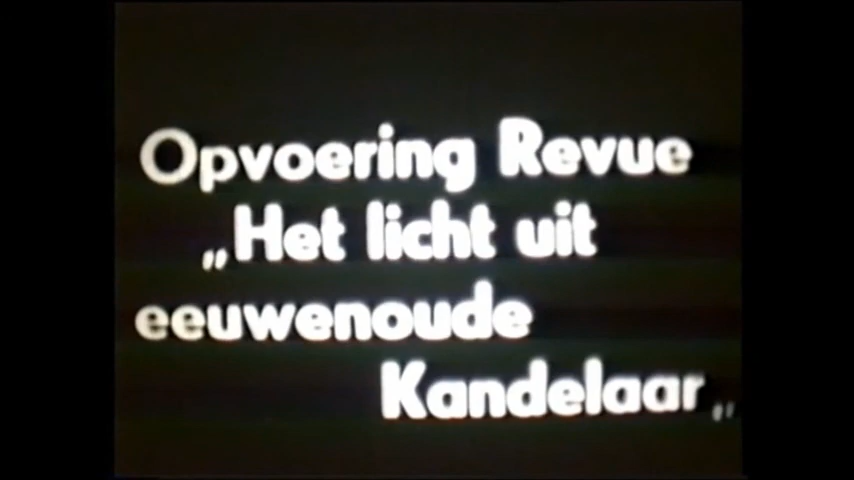 Opvoering Revue
„Het licht uit
eeuwenoude
Kandelaar„